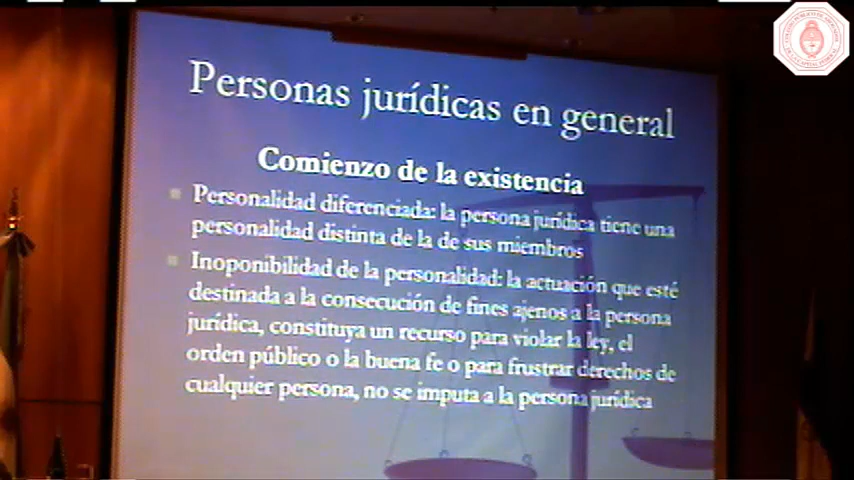 Personas jurídicas en general
Comienzo de la existencia
Personalidad diferenciada: la persona jurídica tiene una
personalidad distinta de la de sus miembros
Inoponibilidad de la personalidad: la actuación que esté
destinada a la consecución de fines ajenos a la persona
jurídica, constituya un recurso para violar la ley, el
orden público o la buena fe o para frustrar derechos de
cualquier persona, no se imputa a la persona jurídica